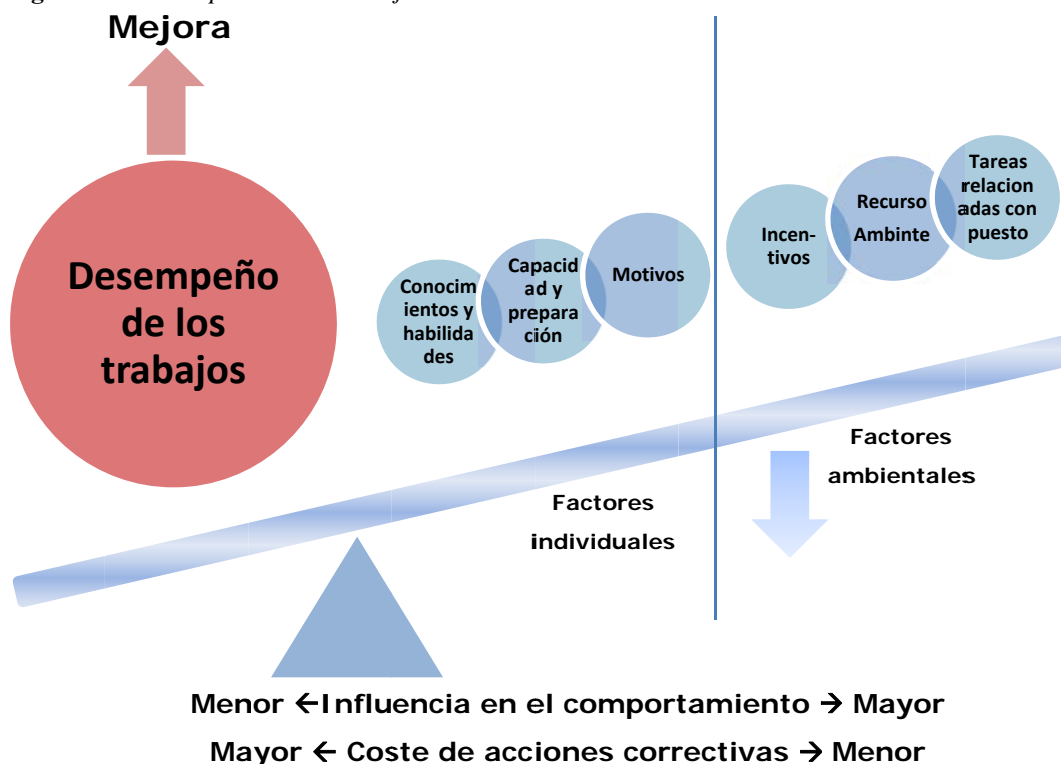 Mejora
Desempeño
de los
trabajos
Conocim
ientos y
habilida
des
Capacid
ad y
prepara
ción
Motivos
Incen-
tivos
Recurso
Ambinte
Tareas
relacion
adas con
puesto
Factores
individuales
Factores
ambientales
Menor ←Influencia en el comportamiento → Mayor
Mayor ← Coste de acciones correctivas → Menor